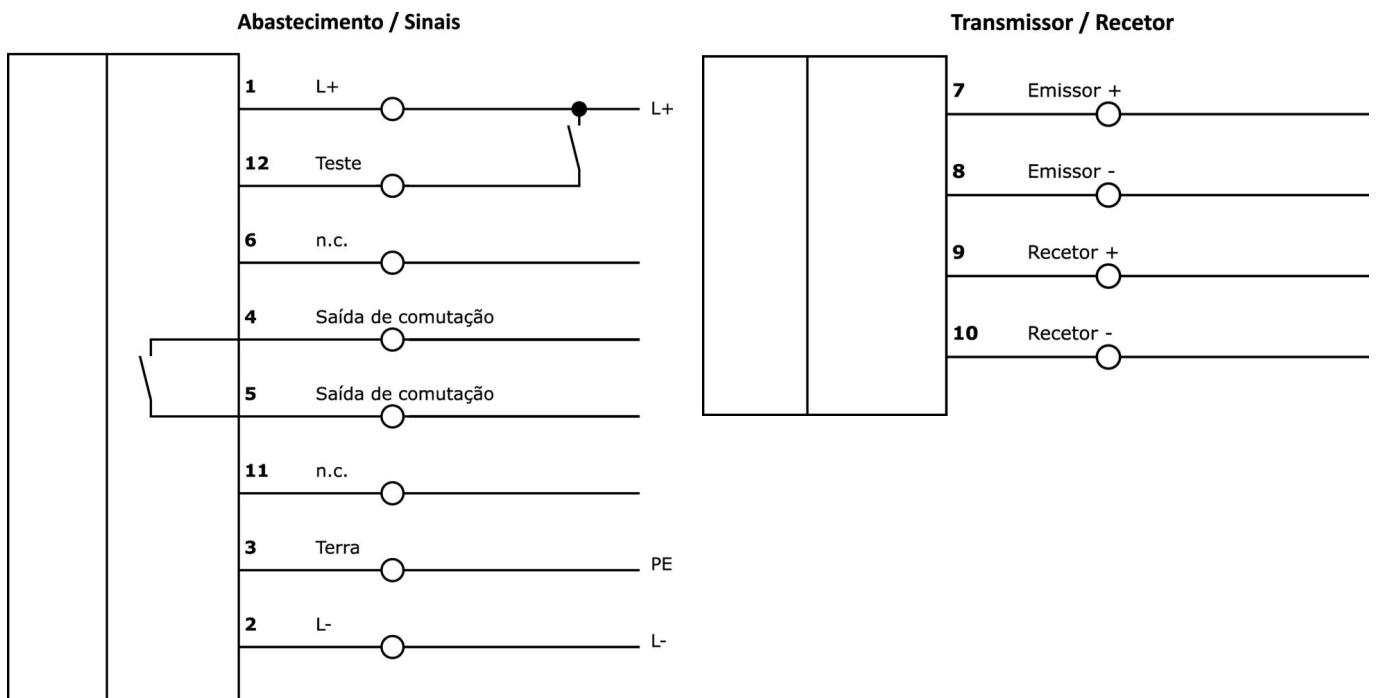 Abastecimento / Sinais
1 L+
L+
12 Teste
6 n.c.
4 Saída de comutação
5 Saída de comutação
11 n.c.
3 Terra
PE
2 L-
L-
Transmissor / Recetor
7 Emissor +
8 Emissor -
9 Recetor +
10 Recetor -